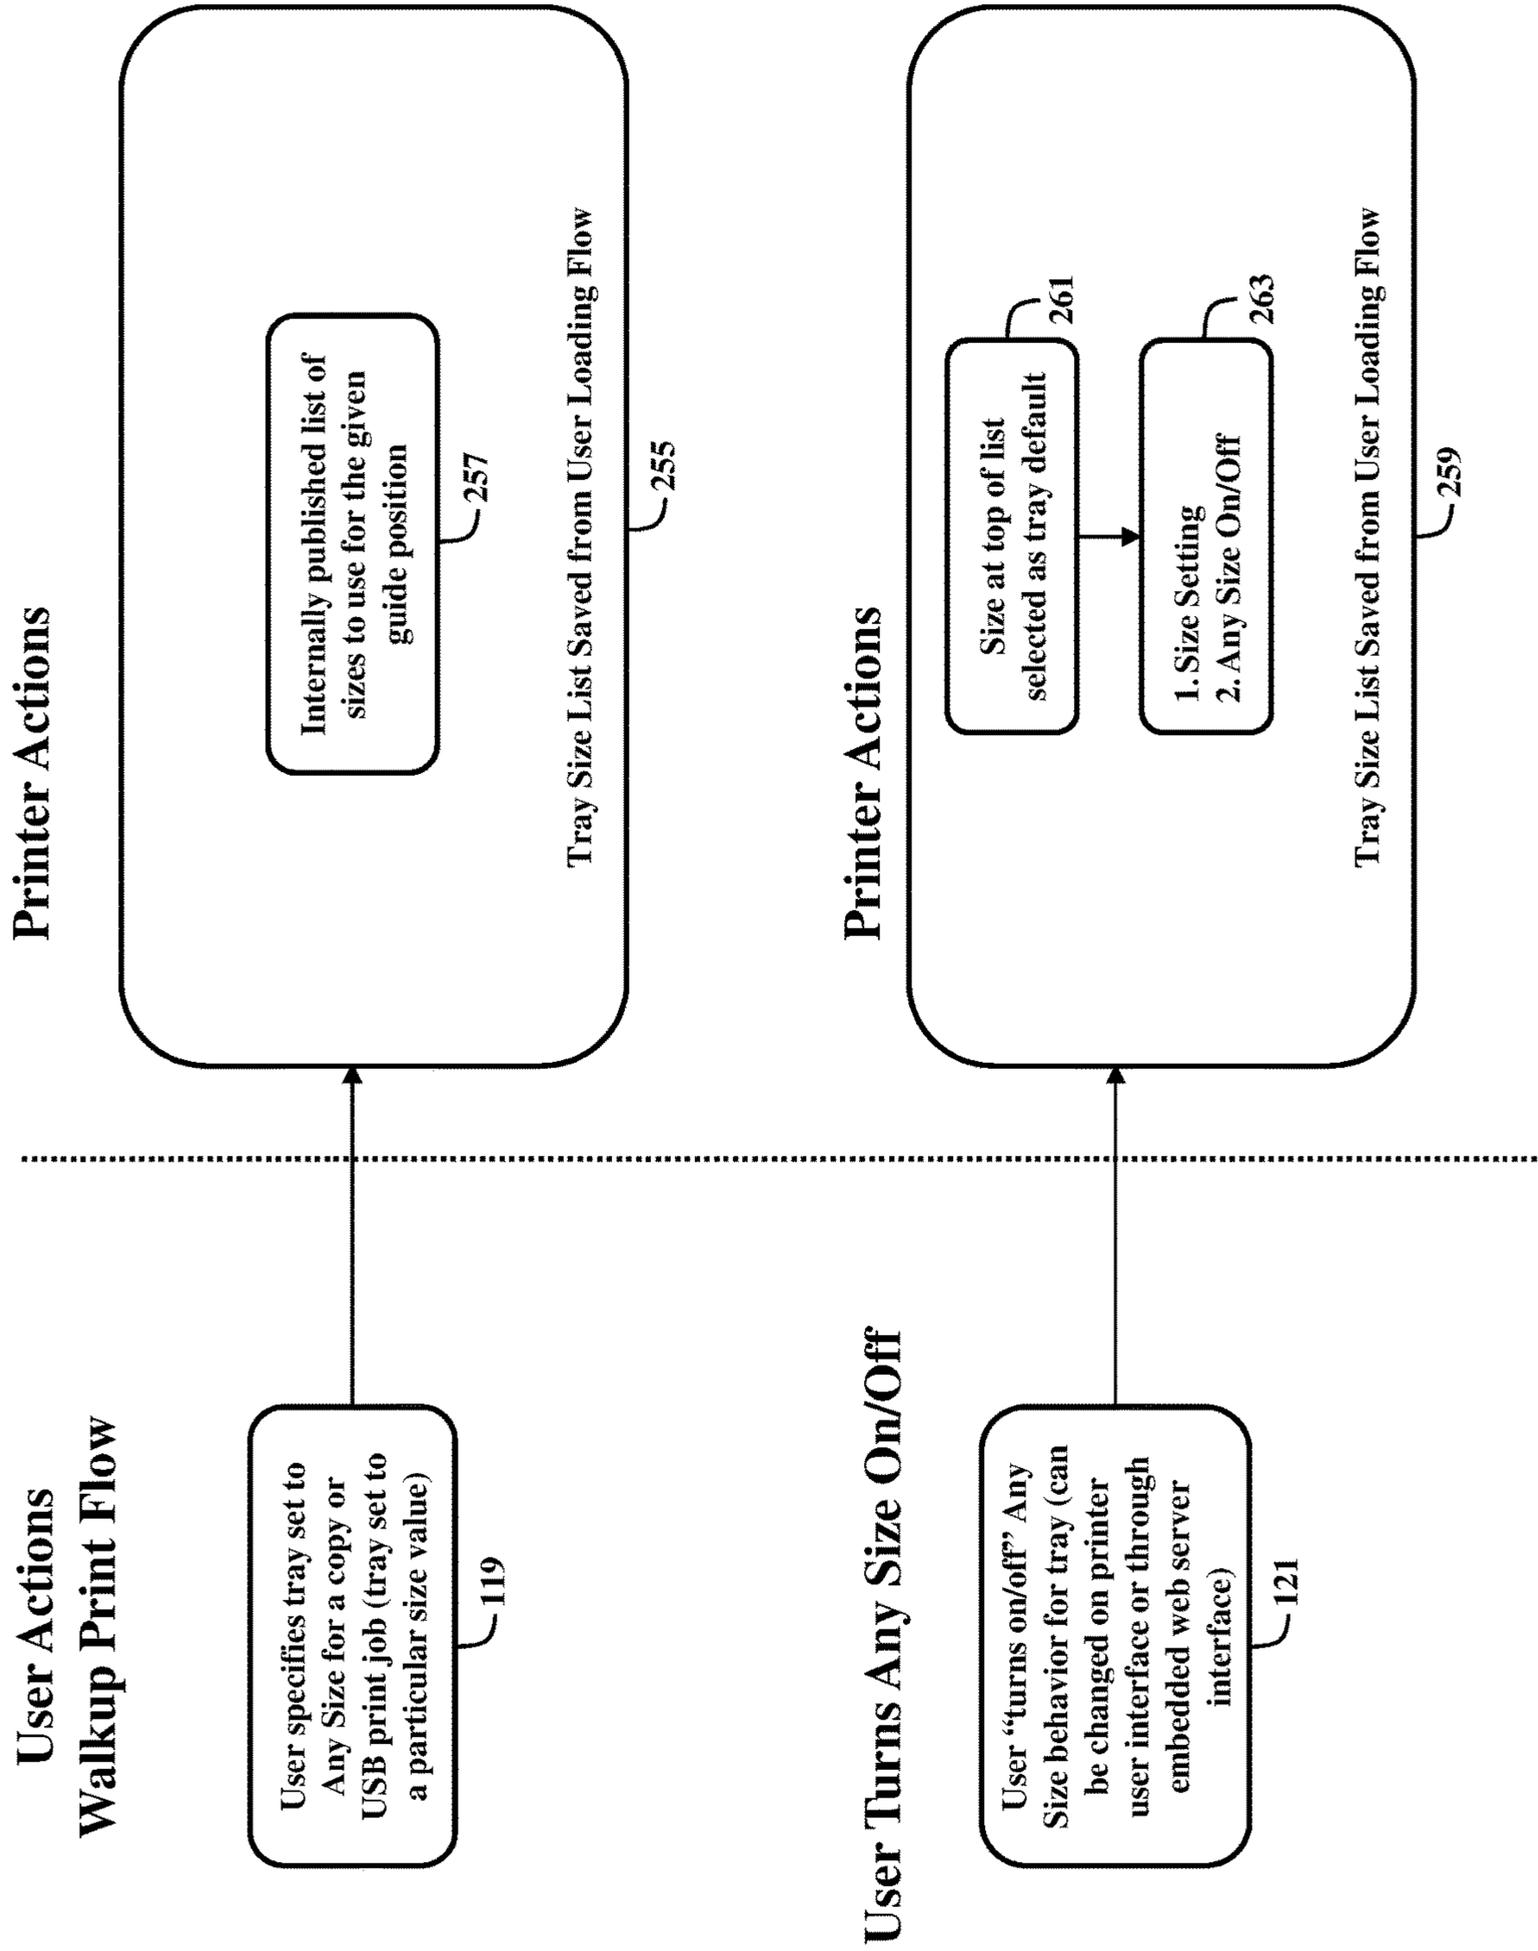 User Actions
Walkup Print Flow
User specifies tray set to
Any Size for a copy or
USB print job (tray set to
a particular size value)
119
Printer Actions
Internally published list of
sizes to use for the given
guide position
257
Tray Size List Saved from User Loading Flow
255
User Turns Any Size On/Off
User “turns on/off” Any
Size behavior for tray (can
be changed on printer
user interface or through
embedded web server
interface)
121
Printer Actions
Size at top of list
selected as tray default
261
1. Size Setting
2. Any Size On/Off
263
Tray Size List Saved from User Loading Flow
259